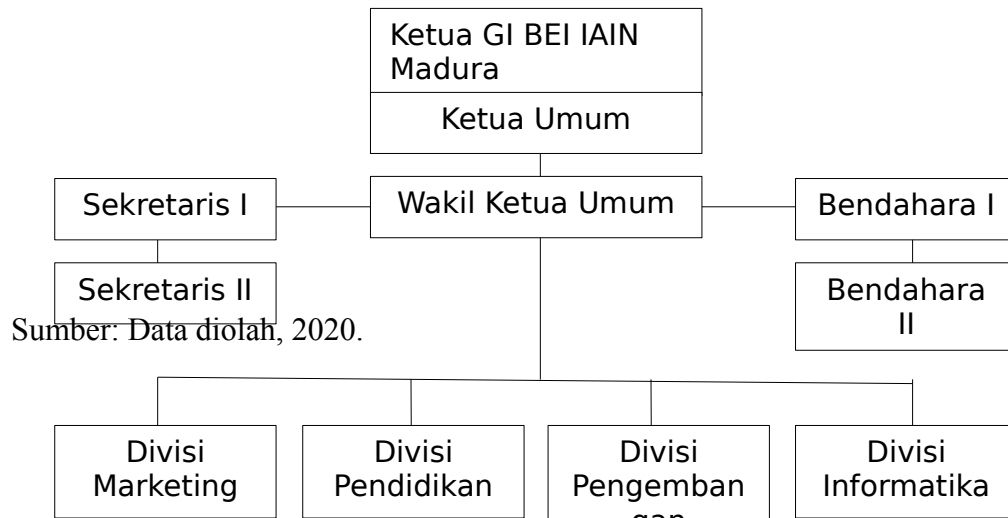 Ketua GI BEI IAIN
Madura
Ketua Umum
Sekretaris I
Wakil Ketua Umum
Bendahara I
Sekretaris II
Bendahara
II
Sumber: Data diolah, 2020.
Divisi
Marketing
Divisi
Pendidikan
Divisi
Pengemban
gan
Divisi
Informatika